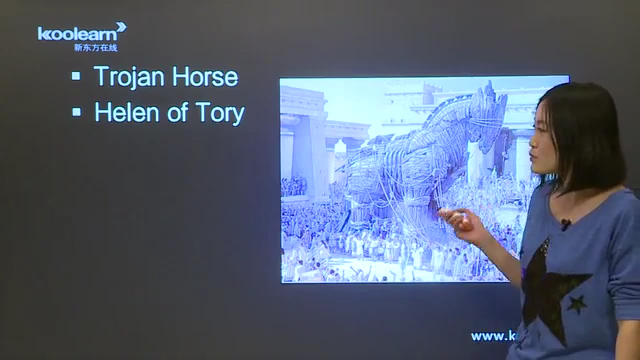 koolearn
新东方在线
Trojan Horse
Helen of Tory
www.k